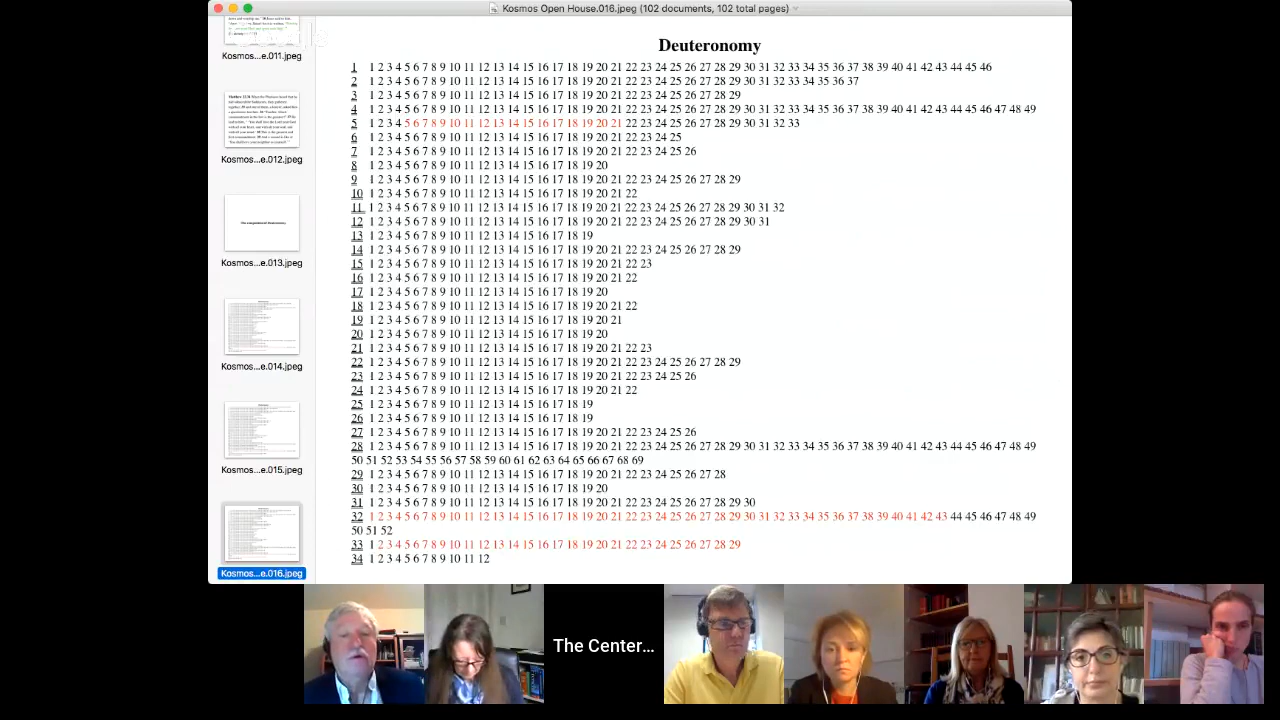 Kosmos Open House.016.jpeg (102 documents, 102 total pages)
Kosmos...e.011.jpeg
Kosmos...e.012.jpeg
The composition of Deuteronomy
Kosmos...e.013.jpeg
Kosmos...e.014.jpeg
Kosmos...e.015.jpeg
Kosmos...e.016.jpeg
Deuteronomy
1 1 2 3 4 5 6 7 8 9 10 11 12 13 14 15 16 17 18 19 20 21 22 23 24 25 26 27 28 29 30 31 32 33 34 35 36 37 38 39 40 41 42 43 44 45 46
2 1 2 3 4 5 6 7 8 9 10 11 12 13 14 15 16 17 18 19 20 21 22 23 24 25 26 27 28 29 30 31 32 33 34 35 36 37
3 1 2 3 4 5 6 7 8 9 10 11 12 13 14 15 16 17 18 19 20 21 22 23 24 25 26 27 28 29
4 1 2 3 4 5 6 7 8 9 10 11 12 13 14 15 16 17 18 19 20 21 22 23 24 25 26 27 28 29 30 31 32 33 34 35 36 37 38 39 40 41 42 43 44 45 46 47 48 49
5 1 2 3 4 5 6 7 8 9 10 11 12 13 14 15 16 17 18 19 20 21 22 23 24 25 26 27 28 29 30 31 32 33
6 1 2 3 4 5 6 7 8 9 10 11 12 13 14 15 16 17 18 19 20 21 22 23 24 25
7 1 2 3 4 5 6 7 8 9 10 11 12 13 14 15 16 17 18 19 20 21 22 23 24 25 26
8 1 2 3 4 5 6 7 8 9 10 11 12 13 14 15 16 17 18 19 20
9 1 2 3 4 5 6 7 8 9 10 11 12 13 14 15 16 17 18 19 20 21 22 23 24 25 26 27 28 29
10 1 2 3 4 5 6 7 8 9 10 11 12 13 14 15 16 17 18 19 20 21 22
11 1 2 3 4 5 6 7 8 9 10 11 12 13 14 15 16 17 18 19 20 21 22 23 24 25 26 27 28 29 30 31 32
12 1 2 3 4 5 6 7 8 9 10 11 12 13 14 15 16 17 18 19 20 21 22 23 24 25 26 27 28 29 30 31
13 1 2 3 4 5 6 7 8 9 10 11 12 13 14 15 16 17 18 19
14 1 2 3 4 5 6 7 8 9 10 11 12 13 14 15 16 17 18 19 20 21 22 23 24 25 26 27 28 29
15 1 2 3 4 5 6 7 8 9 10 11 12 13 14 15 16 17 18 19 20 21 22 23
16 1 2 3 4 5 6 7 8 9 10 11 12 13 14 15 16 17 18 19 20 21 22
17 1 2 3 4 5 6 7 8 9 10 11 12 13 14 15 16 17 18 19 20
18 1 2 3 4 5 6 7 8 9 10 11 12 13 14 15 16 17 18 19 20 21 22
19 1 2 3 4 5 6 7 8 9 10 11 12 13 14 15 16 17 18 19 20
20 1 2 3 4 5 6 7 8 9 10 11 12 13 14 15 16 17 18 19 20
21 1 2 3 4 5 6 7 8 9 10 11 12 13 14 15 16 17 18 19 20 21 22 23
22 1 2 3 4 5 6 7 8 9 10 11 12 13 14 15 16 17 18 19 20 21 22 23 24 25 26 27 28 29
23 1 2 3 4 5 6 7 8 9 10 11 12 13 14 15 16 17 18 19 20 21 22 23 24 25 26
24 1 2 3 4 5 6 7 8 9 10 11 12 13 14 15 16 17 18 19 20 21 22
25 1 2 3 4 5 6 7 8 9 10 11 12 13 14 15 16 17 18 19
26 1 2 3 4 5 6 7 8 9 10 11 12 13 14 15 16 17 18 19 20
27 1 2 3 4 5 6 7 8 9 10 11 12 13 14 15 16 17 18 19 20 21 22 23 24 25
28 1 2 3 4 5 6 7 8 9 10 11 12 13 14 15 16 17 18 19 20 21 22 23 24 25 26 27 28 29 30 31 32 33 34 35 36 37 38 39 40 41 42 43 44 45 46 47 48 49
50 51 52 53 54 55 56 57 58 59 60 61 62 63 64 65 66 67 68 69
29 1 2 3 4 5 6 7 8 9 10 11 12 13 14 15 16 17 18 19 20 21 22 23 24 25 26 27 28
30 1 2 3 4 5 6 7 8 9 10 11 12 13 14 15 16 17 18 19 20
31 1 2 3 4 5 6 7 8 9 10 11 12 13 14 15 16 17 18 19 20 21 22 23 24 25 26 27 28 29 30
32 1 2 3 4 5 6 7 8 9 10 11 12 13 14 15 16 17 18 19 20 21 22 23 24 25 26 27 28 29 30 31 32 33 34 35 36 37 38 39 40 41 42 43 44 45 46 47 48 49
50 51 52
33 1 2 3 4 5 6 7 8 9 10 11 12 13 14 15 16 17 18 19 20 21 22 23 24 25 26 27 28 29
34 1 2 3 4 5 6 7 8 9 10 11 12
The Center...